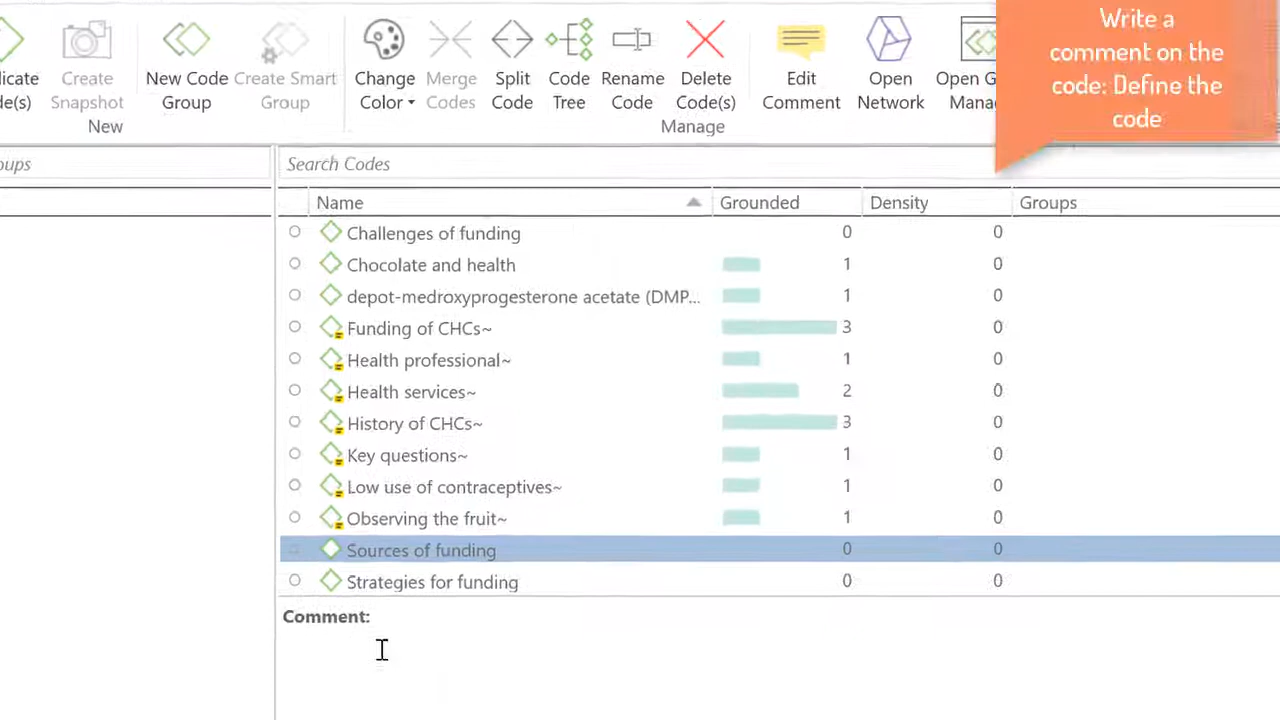 Write a
comment on the
code: Define the
code
licate
de(s)
Create
Snapshot
New Code
Group
Create Smart
Group
Change
Color
Merge
Codes
Split
Code
Code
Tree
Rename
Code
Delete
Code(s)
Edit
Comment
Open
Network
Open G
Mana
New
Manage
oups
Search Codes
Name Grounded Density Groups
Challenges of funding 0 0
Chocolate and health 1 0
depot-medroxyprogesterone acetate (DMP... 1 0
Funding of CHCs~ 3 0
Health professional~ 1 0
Health services~ 2 0
History of CHCs~ 3 0
Key questions~ 1 0
Low use of contraceptives~ 1 0
Observing the fruit~ 1 0
Sources of funding 0 0
Strategies for funding 0 0
Comment: